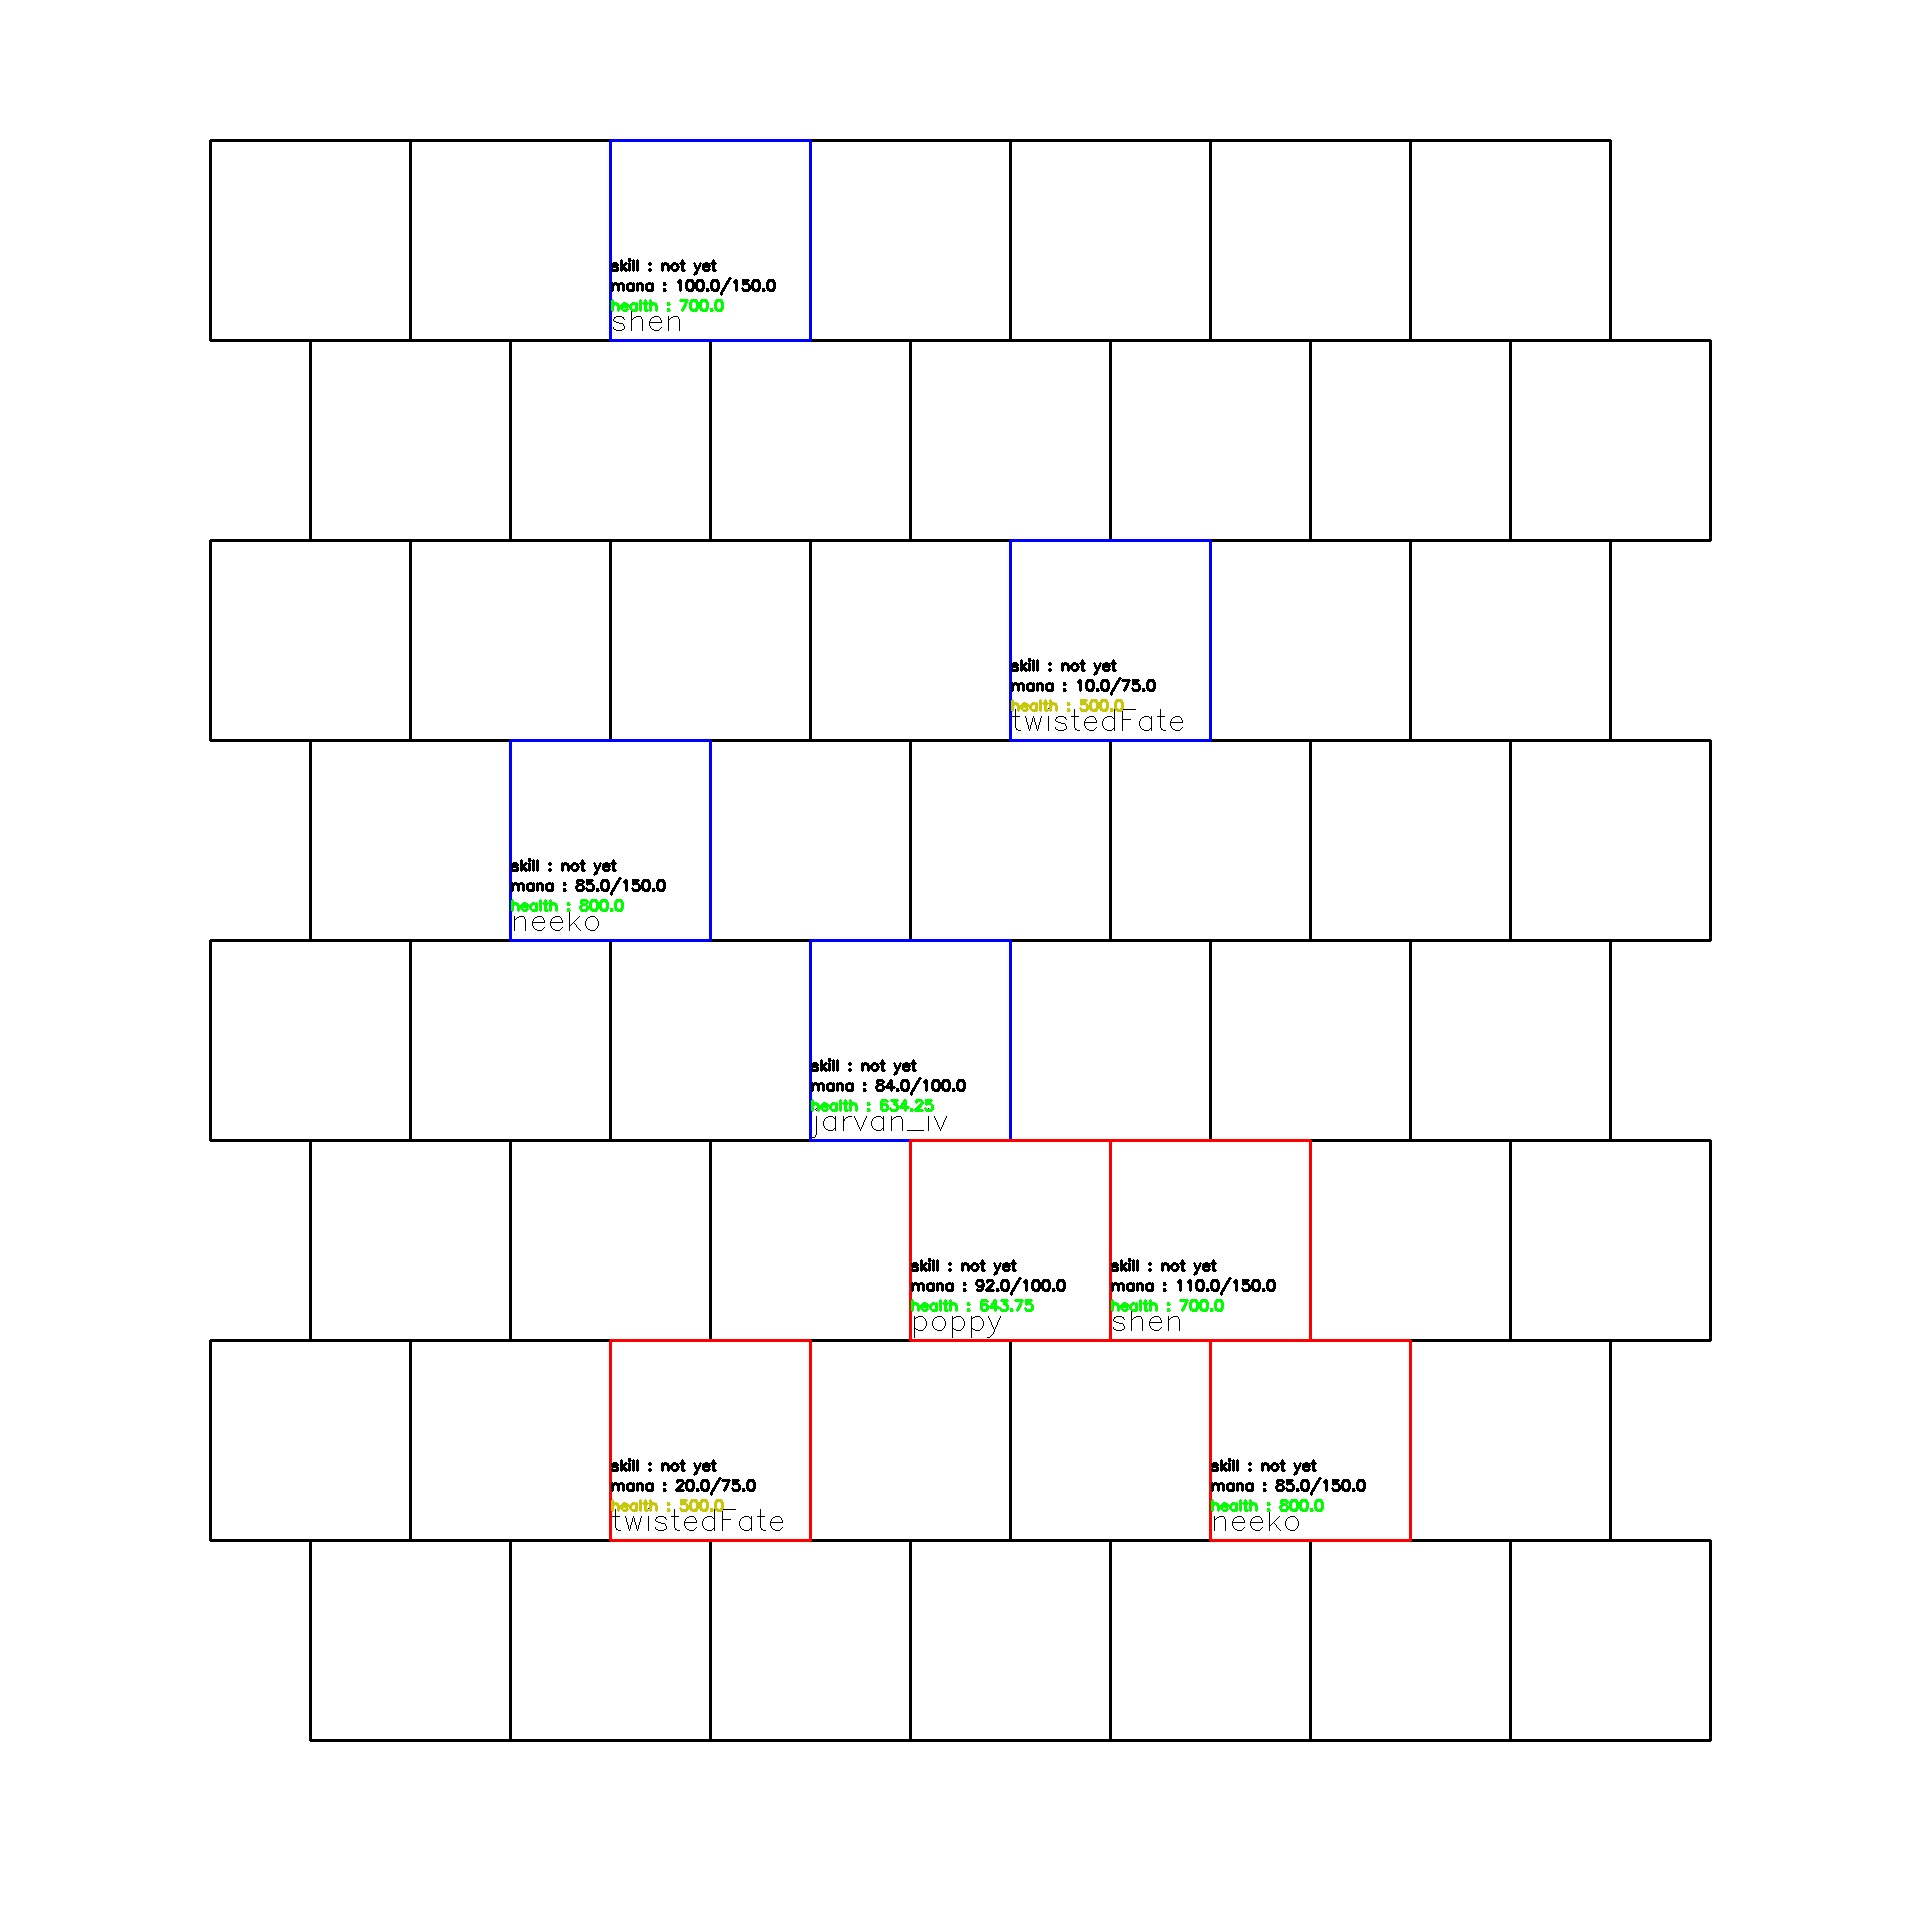 skill : not yet
mana : 100.0/150.0
health : 700.0
shen
skill : not yet
mana : 10.0/75.0
health : 500.0
twistedFate
skill : not yet
mana : 85.0/150.0
health : 800.0
neeko
skill : not yet
mana : 84.0/100.0
health : 634.25
jarvan_iv
skill : not yet
mana : 92.0/100.0
health : 643.75
poppy
skill : not yet
mana : 110.0/150.0
health : 700.0
shen
skill : not yet
mana : 20.0/75.0
health : 500.0
twistedFate
skill : not yet
mana : 85.0/150.0
health : 800.0
neeko